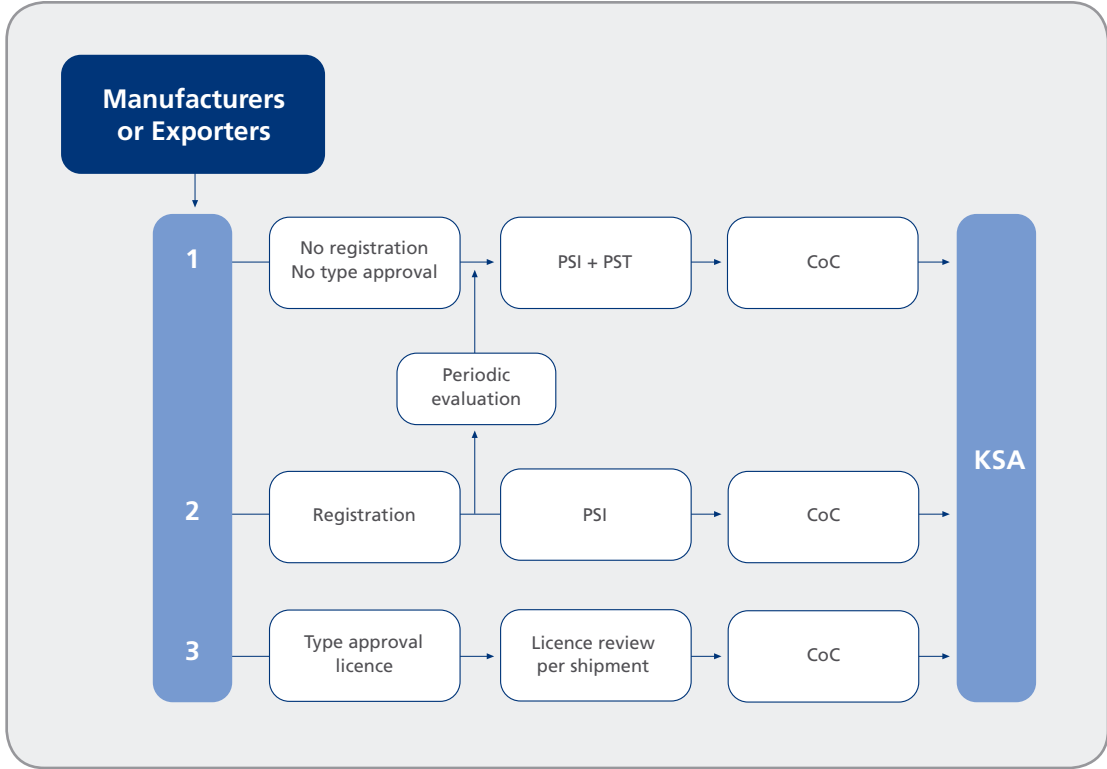 Manufacturers
or Exporters
1
No registration
No type approval
PSI + PST
CoC
Periodic
evaluation
KSA
2
Registration
PSI
CoC
3
Type approval
licence
Licence review
per shipment
CoC